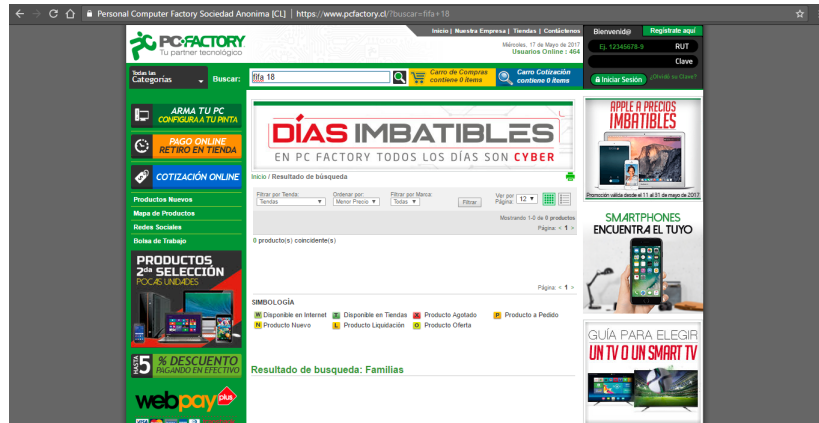 Personal Computer Factory Sociedad Anonima [CL] | https://www.pcfactory.cl/?buscar=fifa+18
PC FACTORY
Tu partner tecnológico
Inicio | Nuestra Empresa | Tiendas | Contáctenos
Miércoles, 17 de Mayo de 2017
Usuarios Online : 464
Bienvenid@
Regístrate aquí
Ej. 12345678-9
RUT
Clave
Iniciar Sesión
¿Olvidó su Clave?
Todas las
Categorías
Buscar:
fifa 18
Carro de Compras
contiene 0 ítems
Carro Cotización
contiene 0 ítems
ARMA TU PC
CONFIGURA A TU PINTA
PAGO ONLINE
RETIRO EN TIENDA
COTIZACIÓN ONLINE
Productos Nuevos
Mapa de Productos
Redes Sociales
Bolsa de Trabajo
PRODUCTOS
2da SELECCIÓN
POCAS UNIDADES
HASTA 5 % DESCUENTO
PAGANDO EN EFECTIVO
webpay plus
DÍAS IMBATIBLES
EN PC FACTORY TODOS LOS DÍAS SON CYBER
Inicio / Resultado de búsqueda
Filtrar por Tienda:
Tiendas
Ordenar por:
Menor Precio
Filtrar por Marca:
Todas
Filtrar
Ver por
Página:
12
Mostrando 1-0 de 0 productos
Página: < 1 >
0 producto(s) coincidente(s)
Página: < 1 >
SIMBOLOGÍA
W Disponible en Internet
T Disponible en Tiendas
X Producto Agotado
P Producto a Pedido
N Producto Nuevo
L Producto Liquidación
O Producto Oferta
Resultado de busqueda: Familias
APPLE A PRECIOS
IMBATIBLES
Promoción válida desde el 11 al 31 de mayo de 2017
SMARTPHONES
ENCUENTRA EL TUYO
GUÍA PARA ELEGIR
UN TV O UN SMART TV